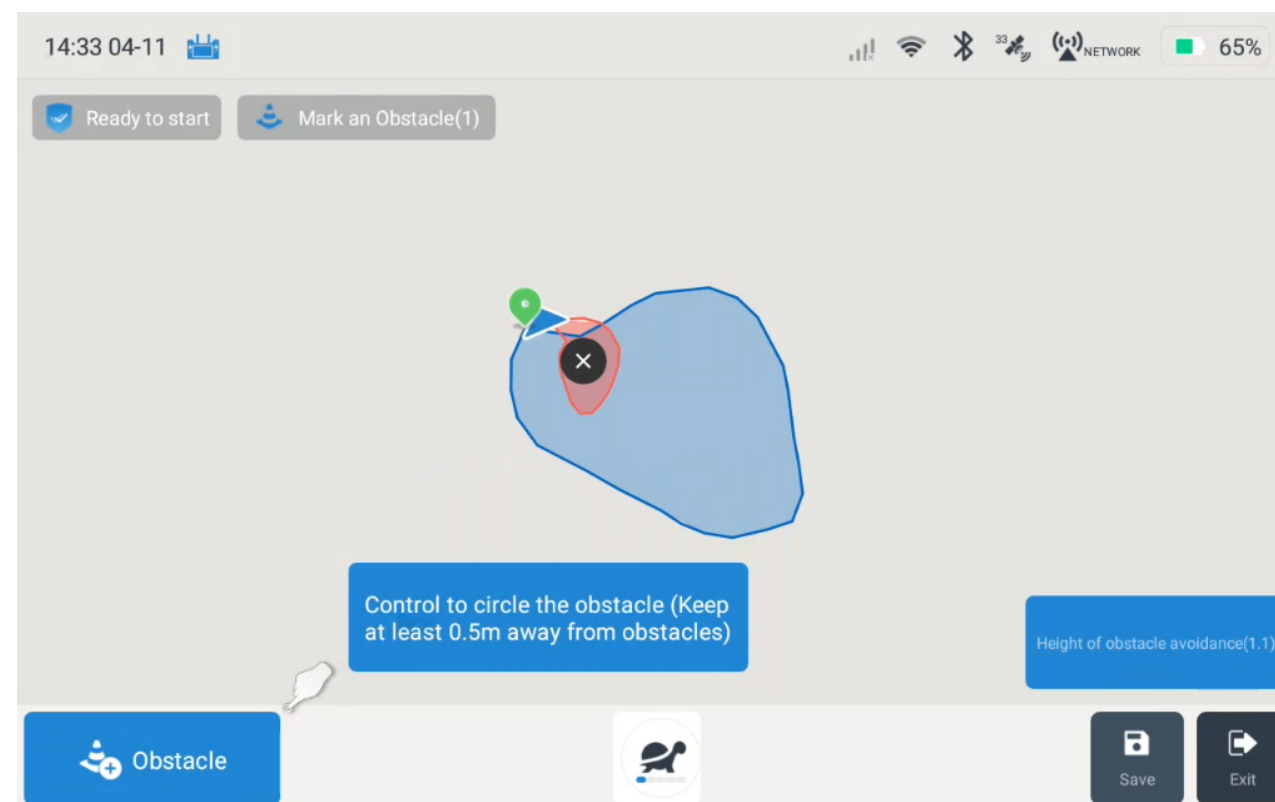 14:33 04-11
33
NETWORK
65%
Ready to start
Mark an Obstacle(1)
Control to circle the obstacle (Keep
at least 0.5m away from obstacles)
Height of obstacle avoidance(1.1)
Obstacle
Save
Exit